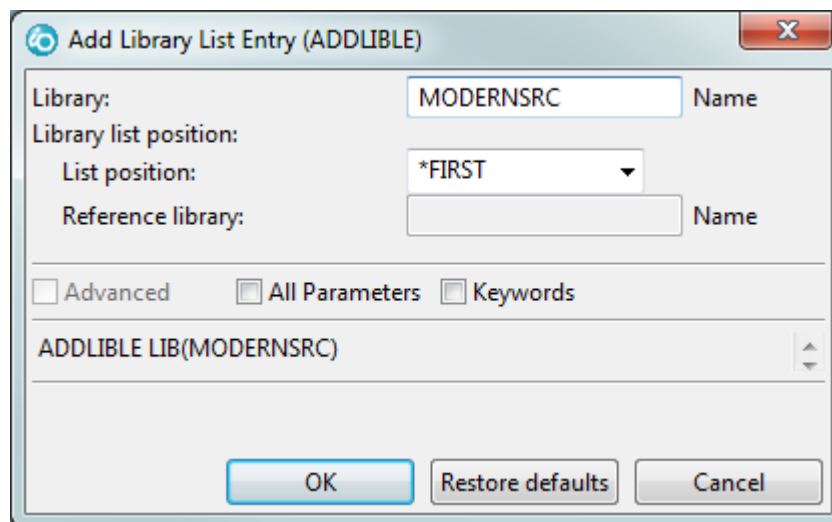 Add Library List Entry (ADDLIBLE)
Library: MODERNSRC Name
Library list position:
List position: *FIRST
Reference library: Name
Advanced All Parameters Keywords
ADDLIBLE LIB(MODERNSRC)
OK Restore defaults Cancel